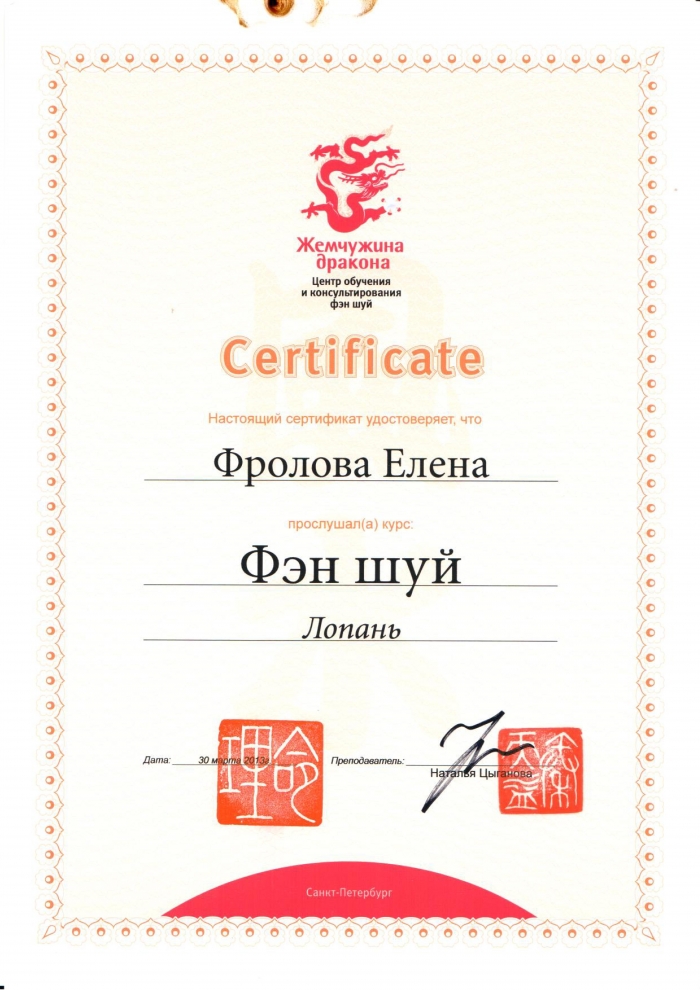 Жемчужина
дракона
Центр обучения
и консультирования
фэн шуй
Certificate
Настоящий сертификат удостоверяет, что
Фролова Елена
прослушал(а) курс:
Фэн шуй
Лопань
Дата: 30 марта 2013г
Преподаватель:
Наталья Цыганова
Санкт-Петербург